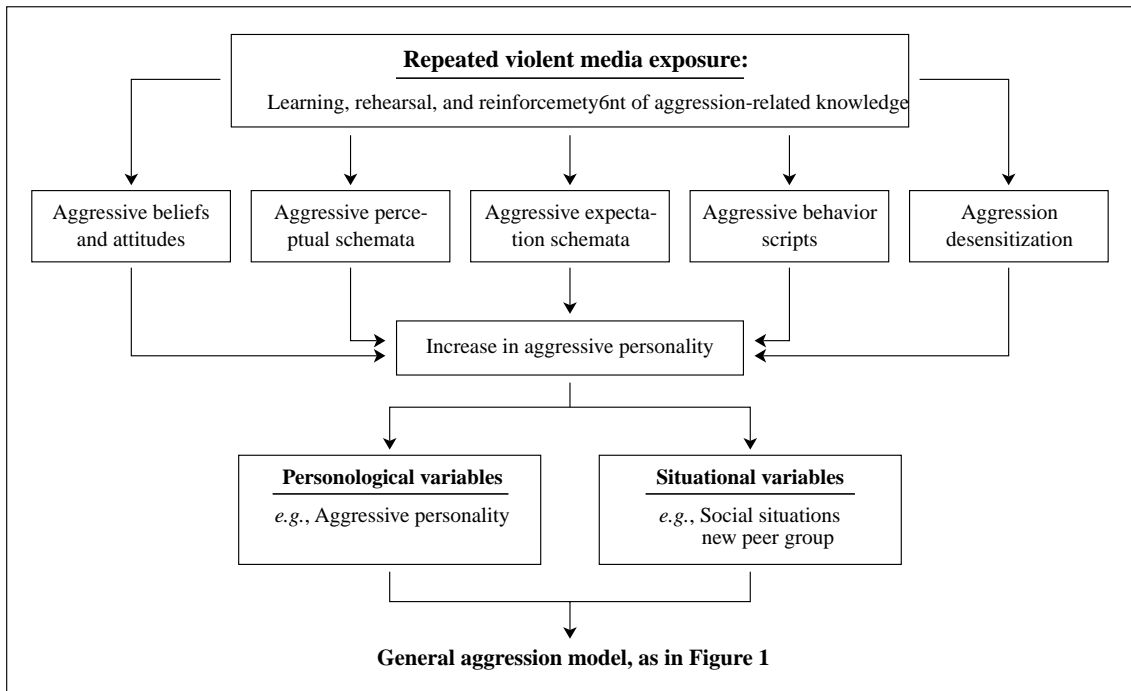 Repeated violent media exposure:
Learning, rehearsal, and reinforcemety6nt of aggression-related knowledge
Aggressive beliefs
and attitudes
Aggressive perce-
ptual schemata
Aggressive expecta-
tion schemata
Aggressive behavior
scripts
Aggression
desensitization
Increase in aggressive personality
Personological variables
e.g., Aggressive personality
Situational variables
e.g., Social situations
new peer group
General aggression model, as in Figure 1